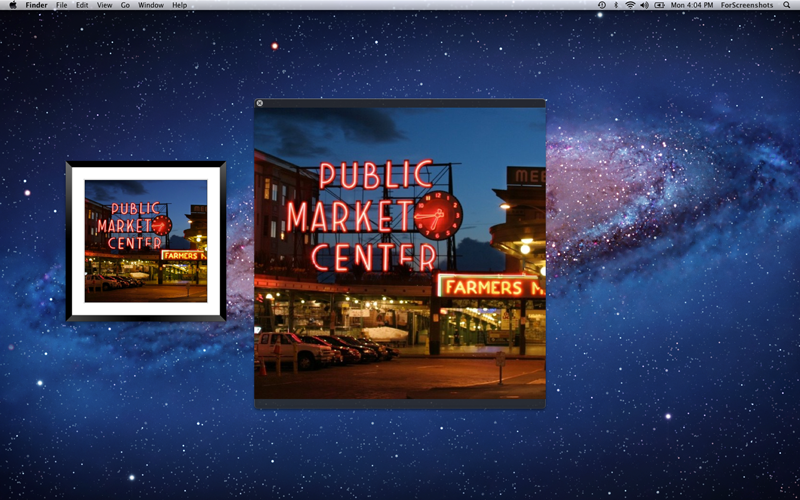 Finder File Edit View Go Window Help Mon 4:04 PM ForScreenshots
PUBLIC
MARKET
CENTER
FARMERS
PUBLIC
MARKET
CENTER
MEE
FARMERS M